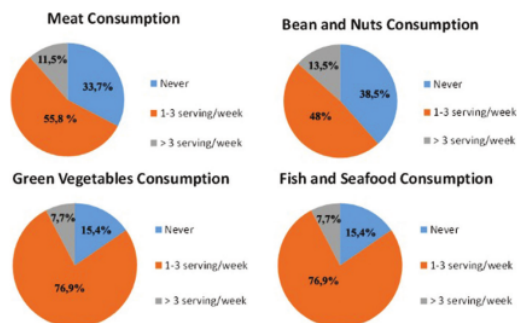 Meat Consumption
11,5%
33,7%
55,8 %
Never
1-3 serving/week
> 3 serving/week
Bean and Nuts Consumption
13,5%
38,5%
48%
Never
1-3 serving/week
> 3 serving/week
Green Vegetables Consumption
7,7%
15,4%
76,9%
Never
1-3 serving/week
> 3 serving/week
Fish and Seafood Consumption
7,7%
15,4%
76,9%
Never
1-3 serving/week
> 3 serving/week